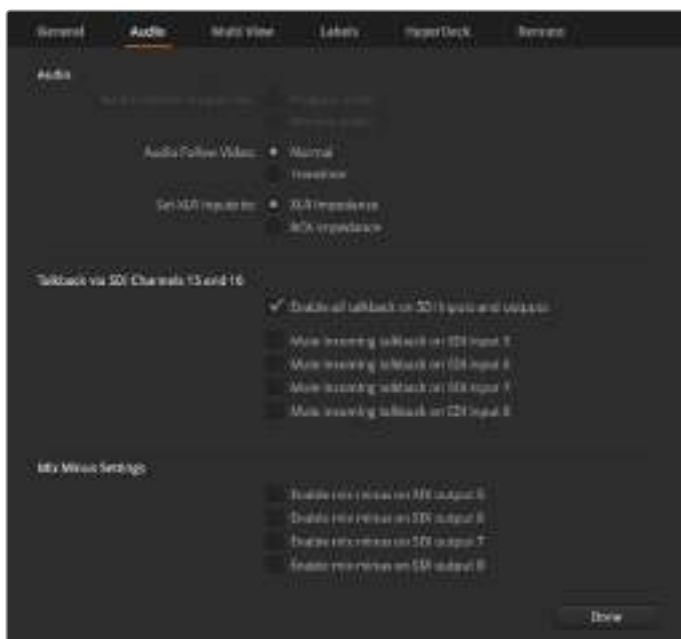 General Audio Multi View Labels HyperDeck Remote
Audio
Audio Follow Video: Normal
Transition
Set XLR Inputs to: XLR Impedance
RCA Impedance
Talkback via SDI Channels 15 and 16
Enable all talkback on SDI inputs and outputs
Mute incoming talkback on SDI input 5
Mute incoming talkback on SDI input 6
Mute incoming talkback on SDI input 7
Mute incoming talkback on SDI input 8
Mix Minus Settings
Enable mix minus on SDI output 5
Enable mix minus on SDI output 6
Enable mix minus on SDI output 7
Enable mix minus on SDI output 8
Done